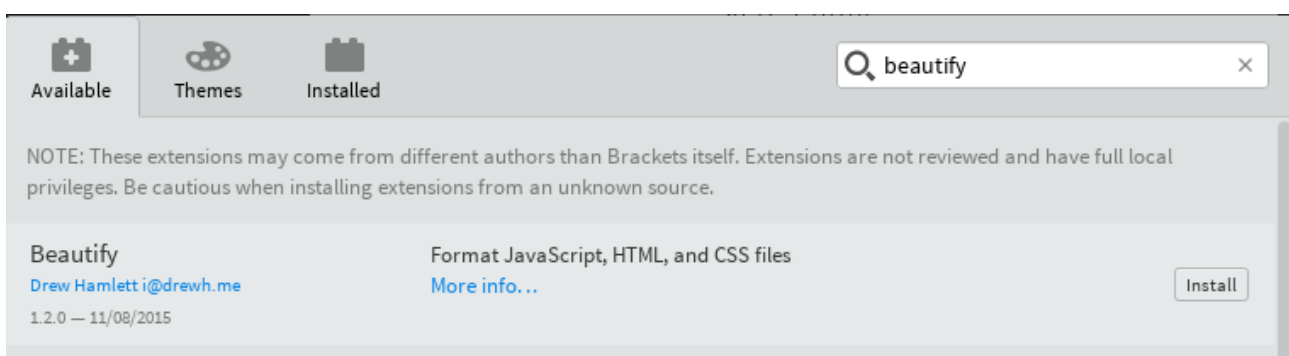 Available
Themes
Installed
beautify
NOTE: These extensions may come from different authors than Brackets itself. Extensions are not reviewed and have full local
privileges. Be cautious when installing extensions from an unknown source.
Beautify
Drew Hamlett i@drewh.me
1.2.0 — 11/08/2015
Format JavaScript, HTML, and CSS files
More info...
Install